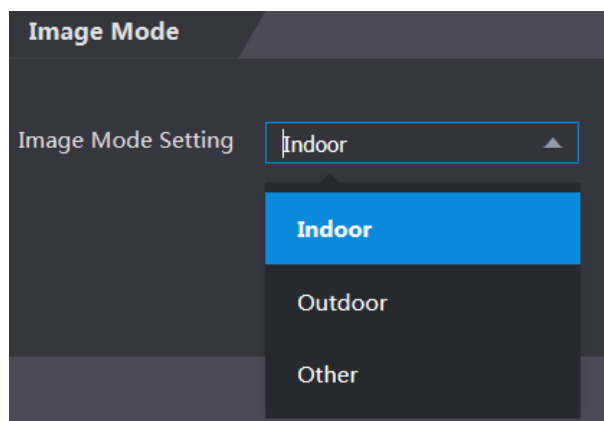 Image Mode
Image Mode Setting Indoor
Indoor
Outdoor
Other